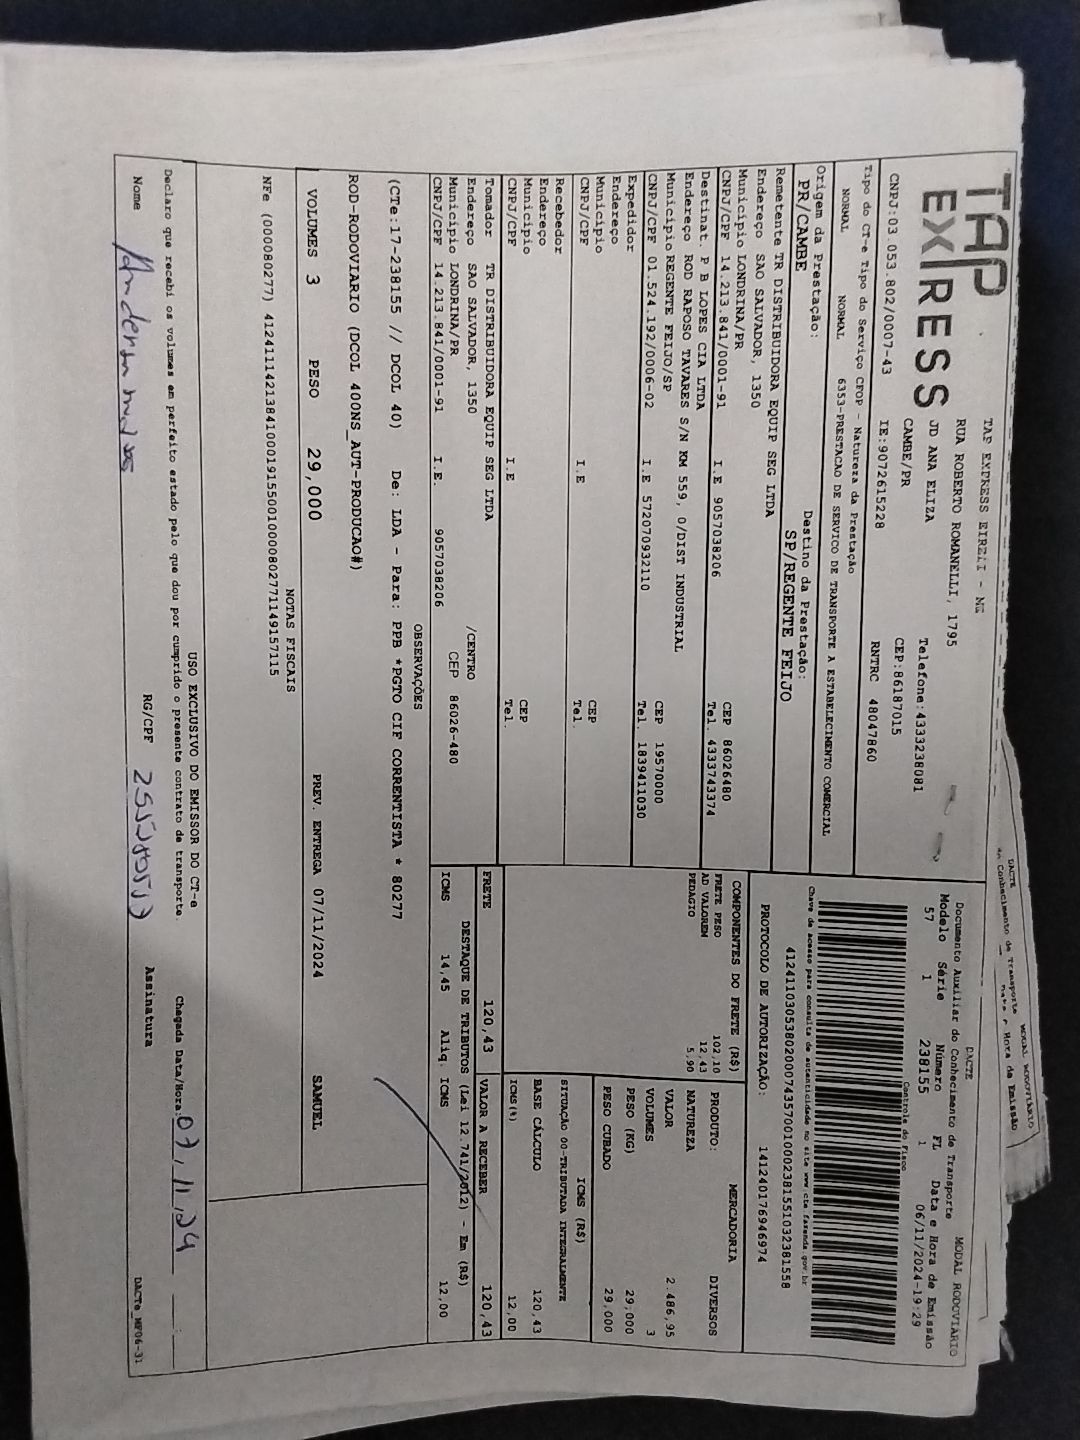 TAP EXPRESS
TAP EXPRESS EIRELI - ME
RUA ROBERTO ROMANELLI, 1795
JD ANA ELIZA
CAMBE/PR
Telefone:4333238081
CEP:86187015
CNPJ:03.053.802/0007-43 IE:9072615228 RNTRC 48047860
DACTE MODAL RODOVIÁRIO
Documento Auxiliar do Conhecimento de Transporte
Modelo Série Número FL Data e Hora de Emissão
57 1 238155 1 06/11/2024-19:29
Controle do Fisco
Chave de acesso para consulta de autenticidade no site www.cte.fazenda.gov.br
41241103053802000743570010002381551032381558
PROTOCOLO DE AUTORIZAÇÃO: 141240176946974
Tipo do CT-e Tipo do Serviço CFOP - Natureza da Prestação
NORMAL NORMAL 6353-PRESTACAO DE SERVICO DE TRANSPORTE A ESTABELECIMENTO COMERCIAL
Origem da Prestação: Destino da Prestação:
PR/CAMBE SP/REGENTE FEIJO
Remetente TR DISTRIBUIDORA EQUIP SEG LTDA
Endereço SAO SALVADOR, 1350
Município LONDRINA/PR CEP 86026480
CNPJ/CPF 14.213.841/0001-91 I.E 9057038206 Tel. 4333743374
Destinat. P B LOPES CIA LTDA
Endereço ROD RAPOSO TAVARES S/N KM 559, 0/DIST INDUSTRIAL
Município REGENTE FEIJO/SP CEP 19570000
CNPJ/CPF 01.524.192/0006-02 I.E 572070932110 Tel. 1839411030
Expedidor
Endereço
Município CEP
CNPJ/CPF I.E Tel.
Recebedor
Endereço
Município CEP
CNPJ/CPF I.E Tel.
Tomador TR DISTRIBUIDORA EQUIP SEG LTDA
Endereço SAO SALVADOR, 1350 /CENTRO
Município LONDRINA/PR CEP 86026-480
CNPJ/CPF 14.213.841/0001-91 I.E. 9057038206
COMPONENTES DO FRETE (R$)
FRETE PESO 102,10
AD VALOREM 12,43
PEDAGIO 5,90
MERCADORIA
PRODUTO: DIVERSOS
NATUREZA
VALOR 2.486,95
VOLUMES 3
PESO (KG) 29,000
PESO CUBADO 29,000
ICMS (R$)
SITUAÇÃO 00-TRIBUTADA INTEGRALMENTE
BASE CÁLCULO 120,43
ICMS(%) 12,00
FRETE 120,43 VALOR A RECEBER 120,43
DESTAQUE DE TRIBUTOS (Lei 12.741/2012) - Em (R$)
ICMS 14,45 Aliq. ICMS 12,00
OBSERVAÇÕES
(CTe:17-238155 // DCOL 40) De: LDA - Para: PPB *PGTO CIF CORRENTISTA * 80277
ROD-RODOVIARIO (DCOL 400NS_AUT-PRODUCAO#)
VOLUMES 3 PESO 29,000 PREV. ENTREGA 07/11/2024 SAMUEL
NOTAS FISCAIS
NFe (000080277) 41241114213841000191550010000802771149157115
USO EXCLUSIVO DO EMISSOR DO CT-e
Declaro que recebi os volumes em perfeito estado pelo que dou por cumprido o presente contrato de transporte. Chegada Data/Hora: 07/11/24
Nome RG/CPF Assinatura DACTe_MP06-31
DACTE MODAL RODOVIÁRIO
Conhecimento de Transporte
Data e Hora de Emissão